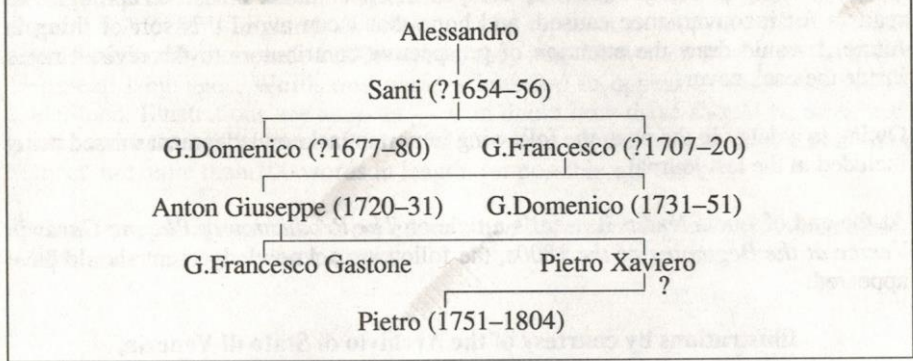 Alessandro
Santi (?1654–56)
G.Domenico (?1677–80) G.Francesco (?1707–20)
Anton Giuseppe (1720–31) G.Domenico (1731–51)
G.Francesco Gastone Pietro Xaviero
?
Pietro (1751–1804)